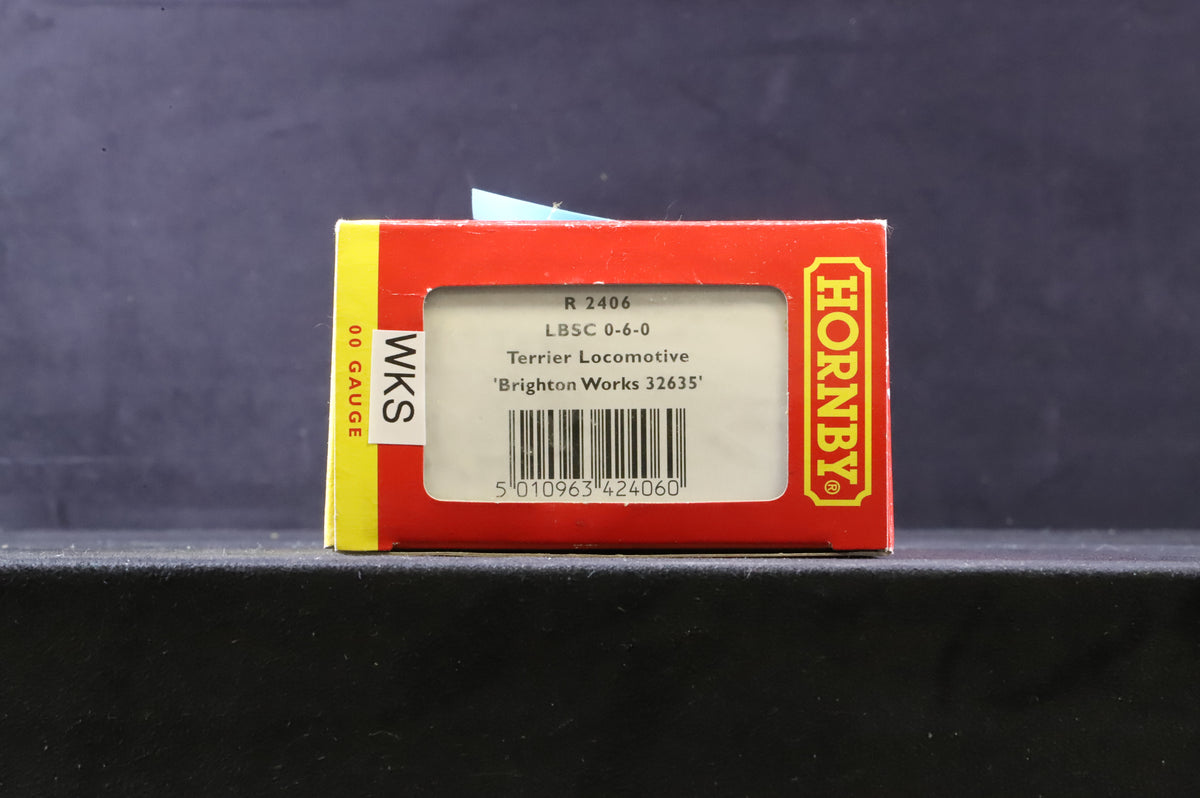 00 GAUGE
WKS
R 2406
LBSC 0-6-0
Terrier Locomotive
'Brighton Works 32635'
5 010963 424060
HORNBY®